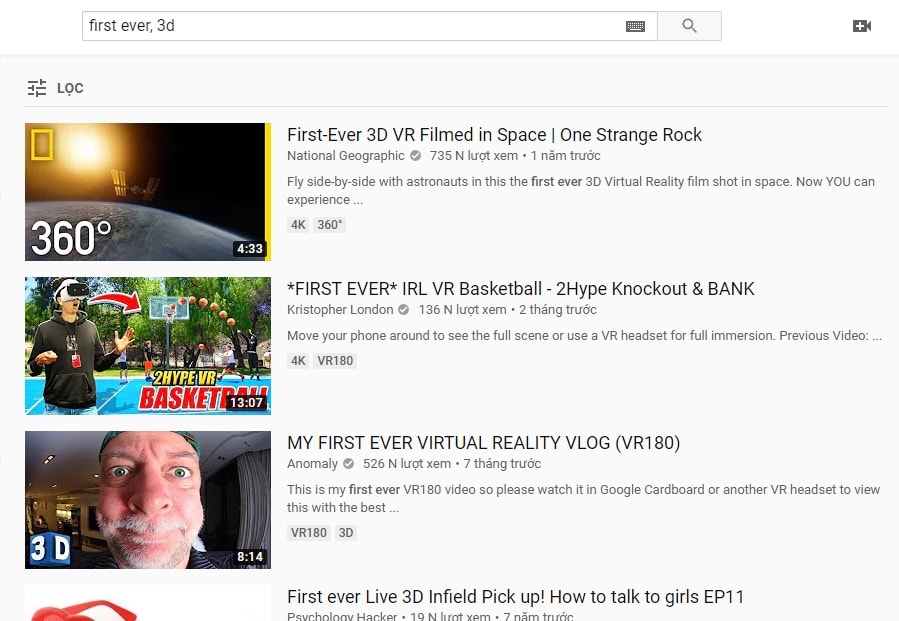 first ever, 3d
LỌC
First-Ever 3D VR Filmed in Space | One Strange Rock
National Geographic 735 N lượt xem • 1 năm trước
Fly side-by-side with astronauts in this the first ever 3D Virtual Reality film shot in space. Now YOU can
experience ...
4K 360°
360°
4:33
*FIRST EVER* IRL VR Basketball - 2Hype Knockout & BANK
Kristopher London 136 N lượt xem • 2 tháng trước
Move your phone around to see the full scene or use a VR headset for full immersion. Previous Video: ...
4K VR180
2HYPE VR
BASKETBALL
13:07
MY FIRST EVER VIRTUAL REALITY VLOG (VR180)
Anomaly 526 N lượt xem • 7 tháng trước
This is my first ever VR180 video so please watch it in Google Cardboard or another VR headset to view
this with the best ...
VR180 3D
3D
8:14
First ever Live 3D Infield Pick up! How to talk to girls EP11
Psychology Hacker • 19 N lượt xem • 7 năm trước